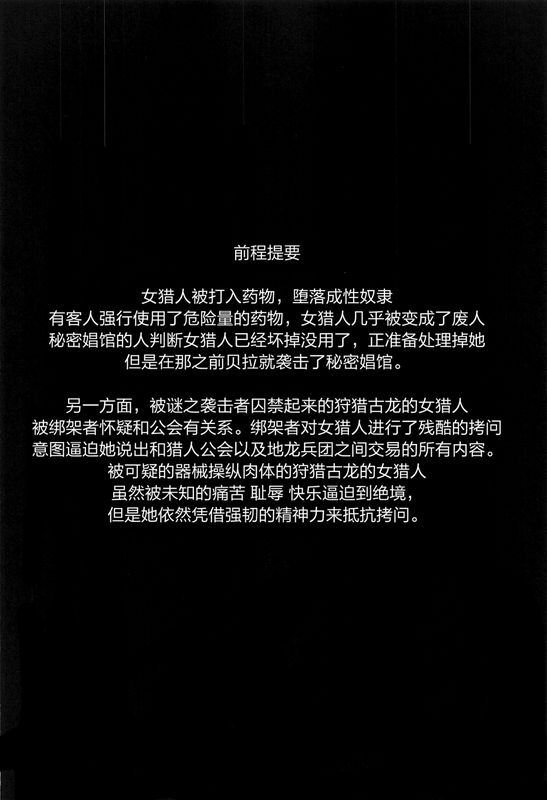 前程提要
女猎人被打入药物，堕落成性奴隶
有客人强行使用了危险量的药物，女猎人几乎被变成了废人
秘密娼馆的人判断女猎人已经坏掉没用了，正准备处理掉她
但是在那之前贝拉就袭击了秘密娼馆。
另一方面，被谜之袭击者囚禁起来的狩猎古龙的女猎人
被绑架者怀疑和公会有关系。绑架者对女猎人进行了残酷的拷问
意图逼迫她说出和猎人公会以及地龙兵团之间交易的所有内容。
被可疑的器械操纵肉体的狩猎古龙的女猎人
虽然被未知的痛苦 耻辱 快乐逼迫到绝境，
但是她依然凭借强韧的精神力来抵抗拷问。